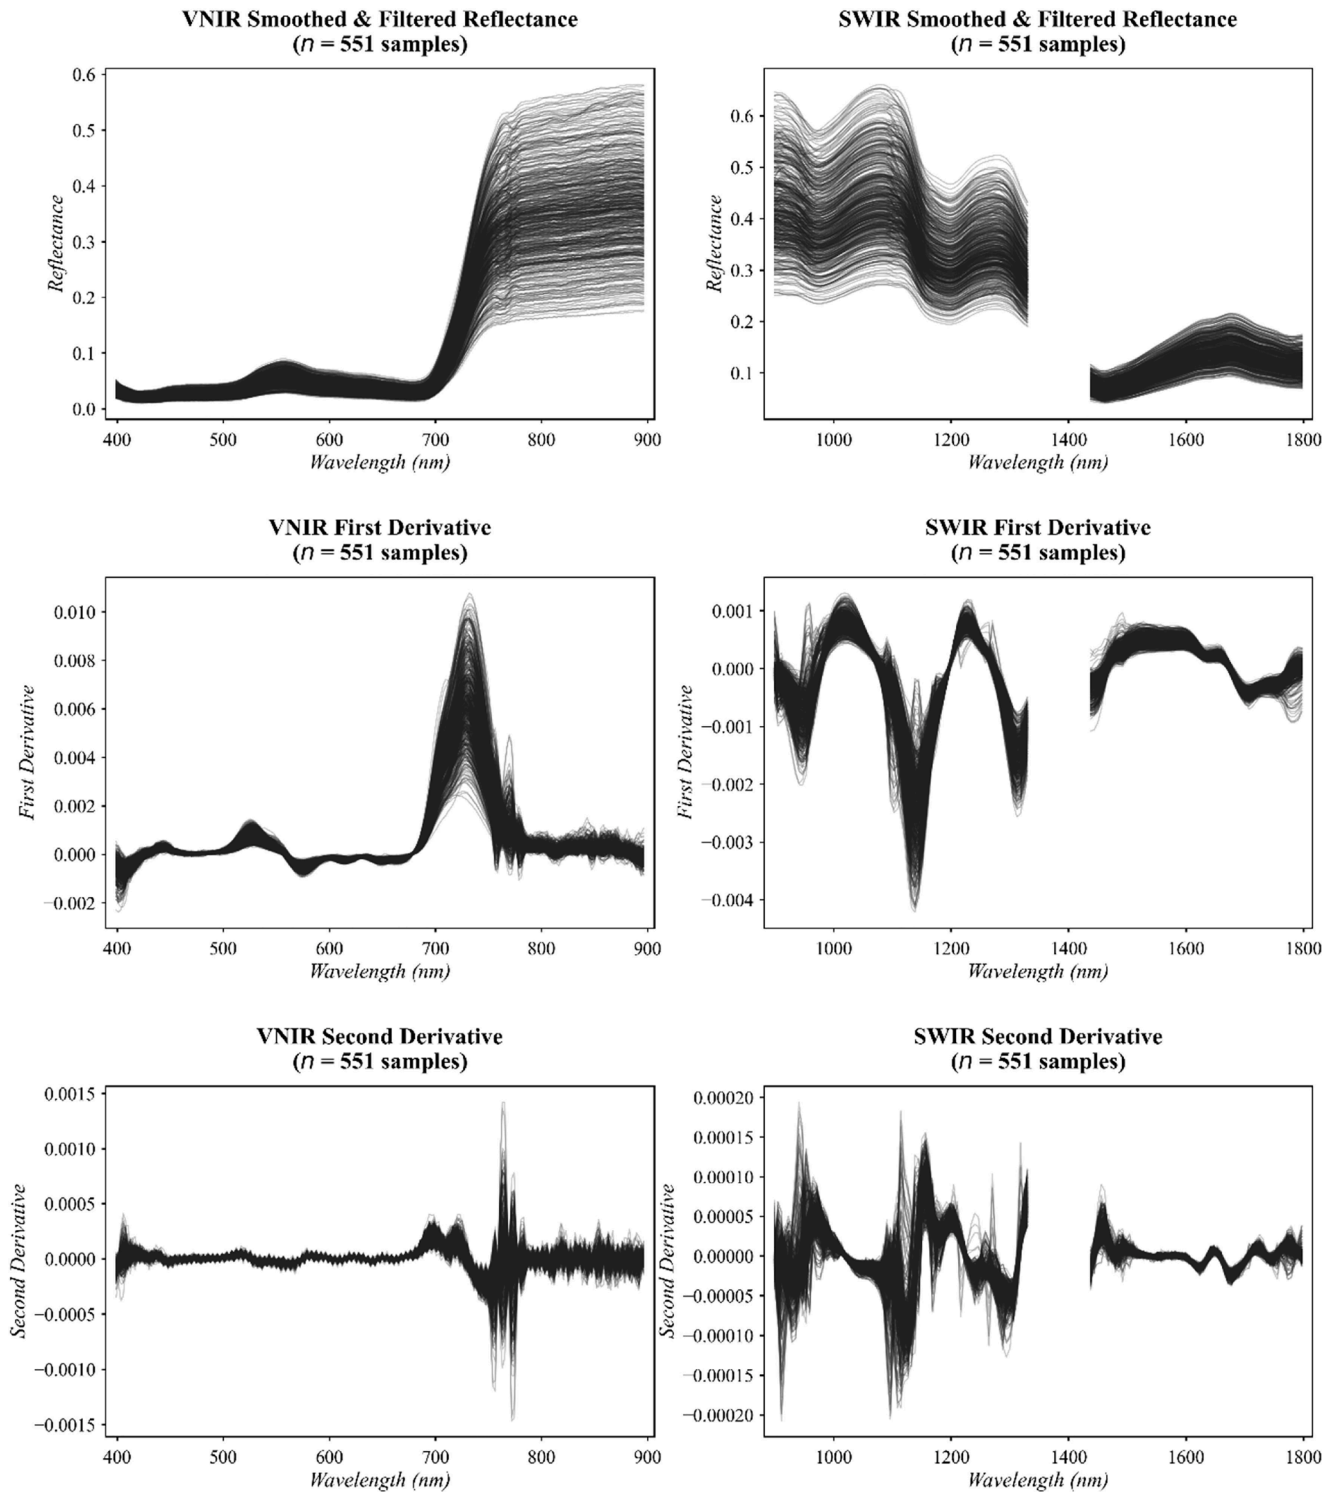 VNIR Smoothed & Filtered Reflectance
(n = 551 samples)
0.6
0.5
0.4
0.3
0.2
0.1
0.0
Reflectance
400 500 600 700 800 900
Wavelength (nm)
SWIR Smoothed & Filtered Reflectance
(n = 551 samples)
0.6
0.5
0.4
0.3
0.2
0.1
Reflectance
1000 1200 1400 1600 1800
Wavelength (nm)
VNIR First Derivative
(n = 551 samples)
0.010
0.008
0.006
0.004
0.002
0.000
−0.002
First Derivative
400 500 600 700 800 900
Wavelength (nm)
SWIR First Derivative
(n = 551 samples)
0.001
0.000
−0.001
−0.002
−0.003
−0.004
First Derivative
1000 1200 1400 1600 1800
Wavelength (nm)
VNIR Second Derivative
(n = 551 samples)
0.0015
0.0010
0.0005
0.0000
−0.0005
−0.0010
−0.0015
Second Derivative
400 500 600 700 800 900
Wavelength (nm)
SWIR Second Derivative
(n = 551 samples)
0.00020
0.00015
0.00010
0.00005
0.00000
−0.00005
−0.00010
−0.00015
−0.00020
Second Derivative
1000 1200 1400 1600 1800
Wavelength (nm)